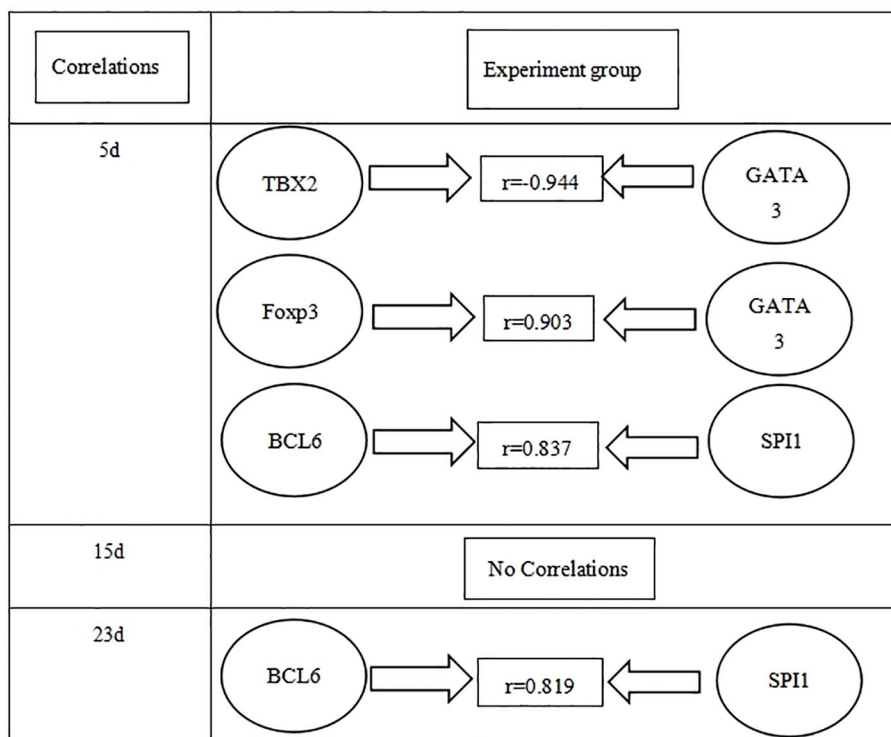 Correlations
Experiment group
5d
TBX2
r=-0.944
GATA
3
Foxp3
r=0.903
GATA
3
BCL6
r=0.837
SPI1
15d
No Correlations
23d
BCL6
r=0.819
SPI1